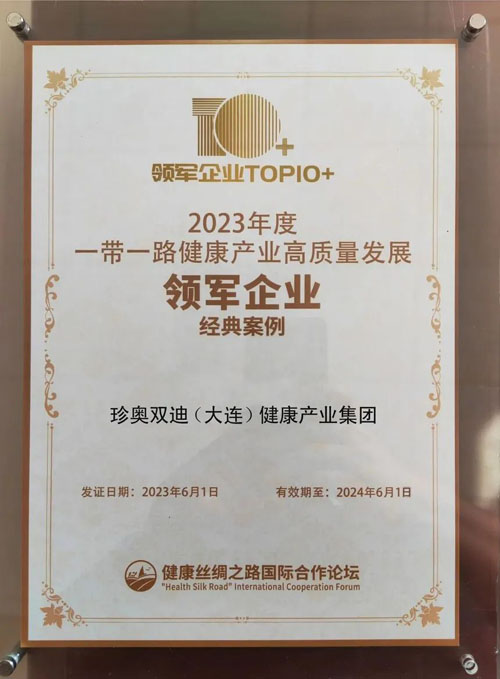 10+
领军企业TOP10+
2023年度
一带一路健康产业高质量发展
领军企业
经典案例
珍奥双迪（大连）健康产业集团
发证日期：2023年6月1日 有效期至：2024年6月1日
健康丝绸之路国际合作论坛
"Health Silk Road" International Cooperation Forum